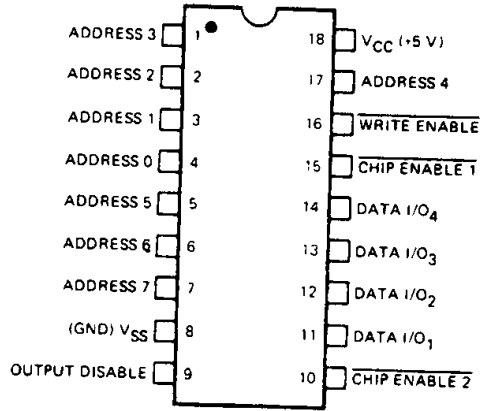 ADDRESS 3 1 18 VCC (+5 V)
ADDRESS 2 2 17 ADDRESS 4
ADDRESS 1 3 16 WRITE ENABLE
ADDRESS 0 4 15 CHIP ENABLE 1
ADDRESS 5 5 14 DATA I/O4
ADDRESS 6 6 13 DATA I/O3
ADDRESS 7 7 12 DATA I/O2
(GND) VSS 8 11 DATA I/O1
OUTPUT DISABLE 9 10 CHIP ENABLE 2